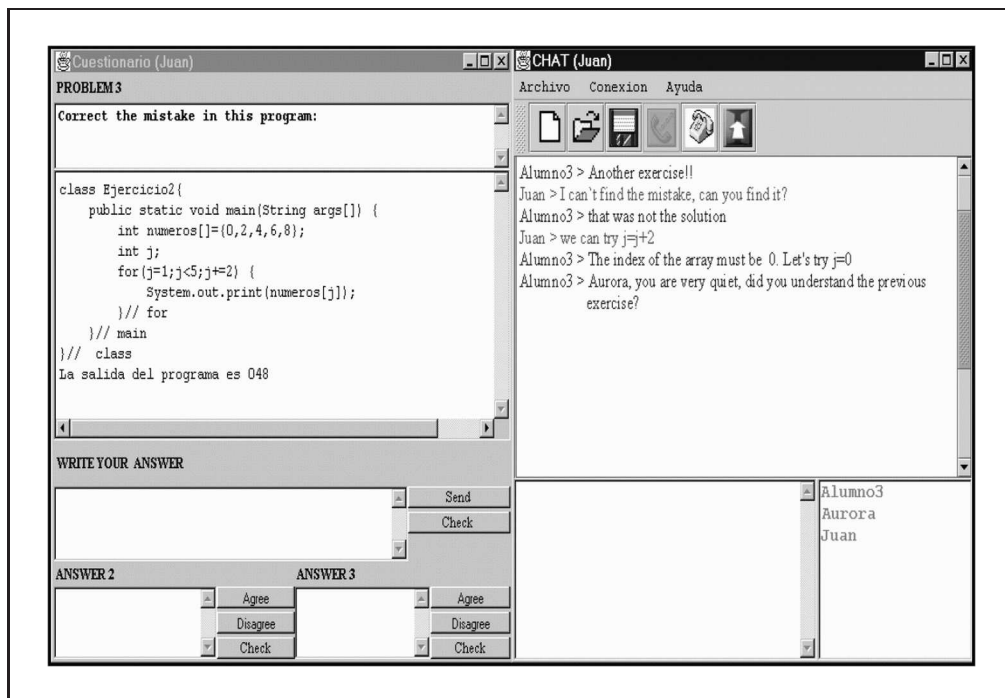 Cuestionario (Juan)
PROBLEM 3
Correct the mistake in this program:
class Ejercicio2{
public static void main(String args[]) {
int numeros[]={0,2,4,6,8};
int j;
for(j=1;j<5;j+=2) {
System.out.print(numeros[j]);
}// for
}// main
}// class
La salida del programa es 048
WRITE YOUR ANSWER
Send
Check
ANSWER 2
Agree
Disagree
Check
ANSWER 3
Agree
Disagree
Check
CHAT (Juan)
Archivo Conexion Ayuda
Alumno3 > Another exercise!!
Juan > I can`t find the mistake, can you find it?
Alumno3 > that was not the solution
Juan > we can try j=j+2
Alumno3 > The index of the array must be 0. Let's try j=0
Alumno3 > Aurora, you are very quiet, did you understand the previous
exercise?
Alumno3
Aurora
Juan